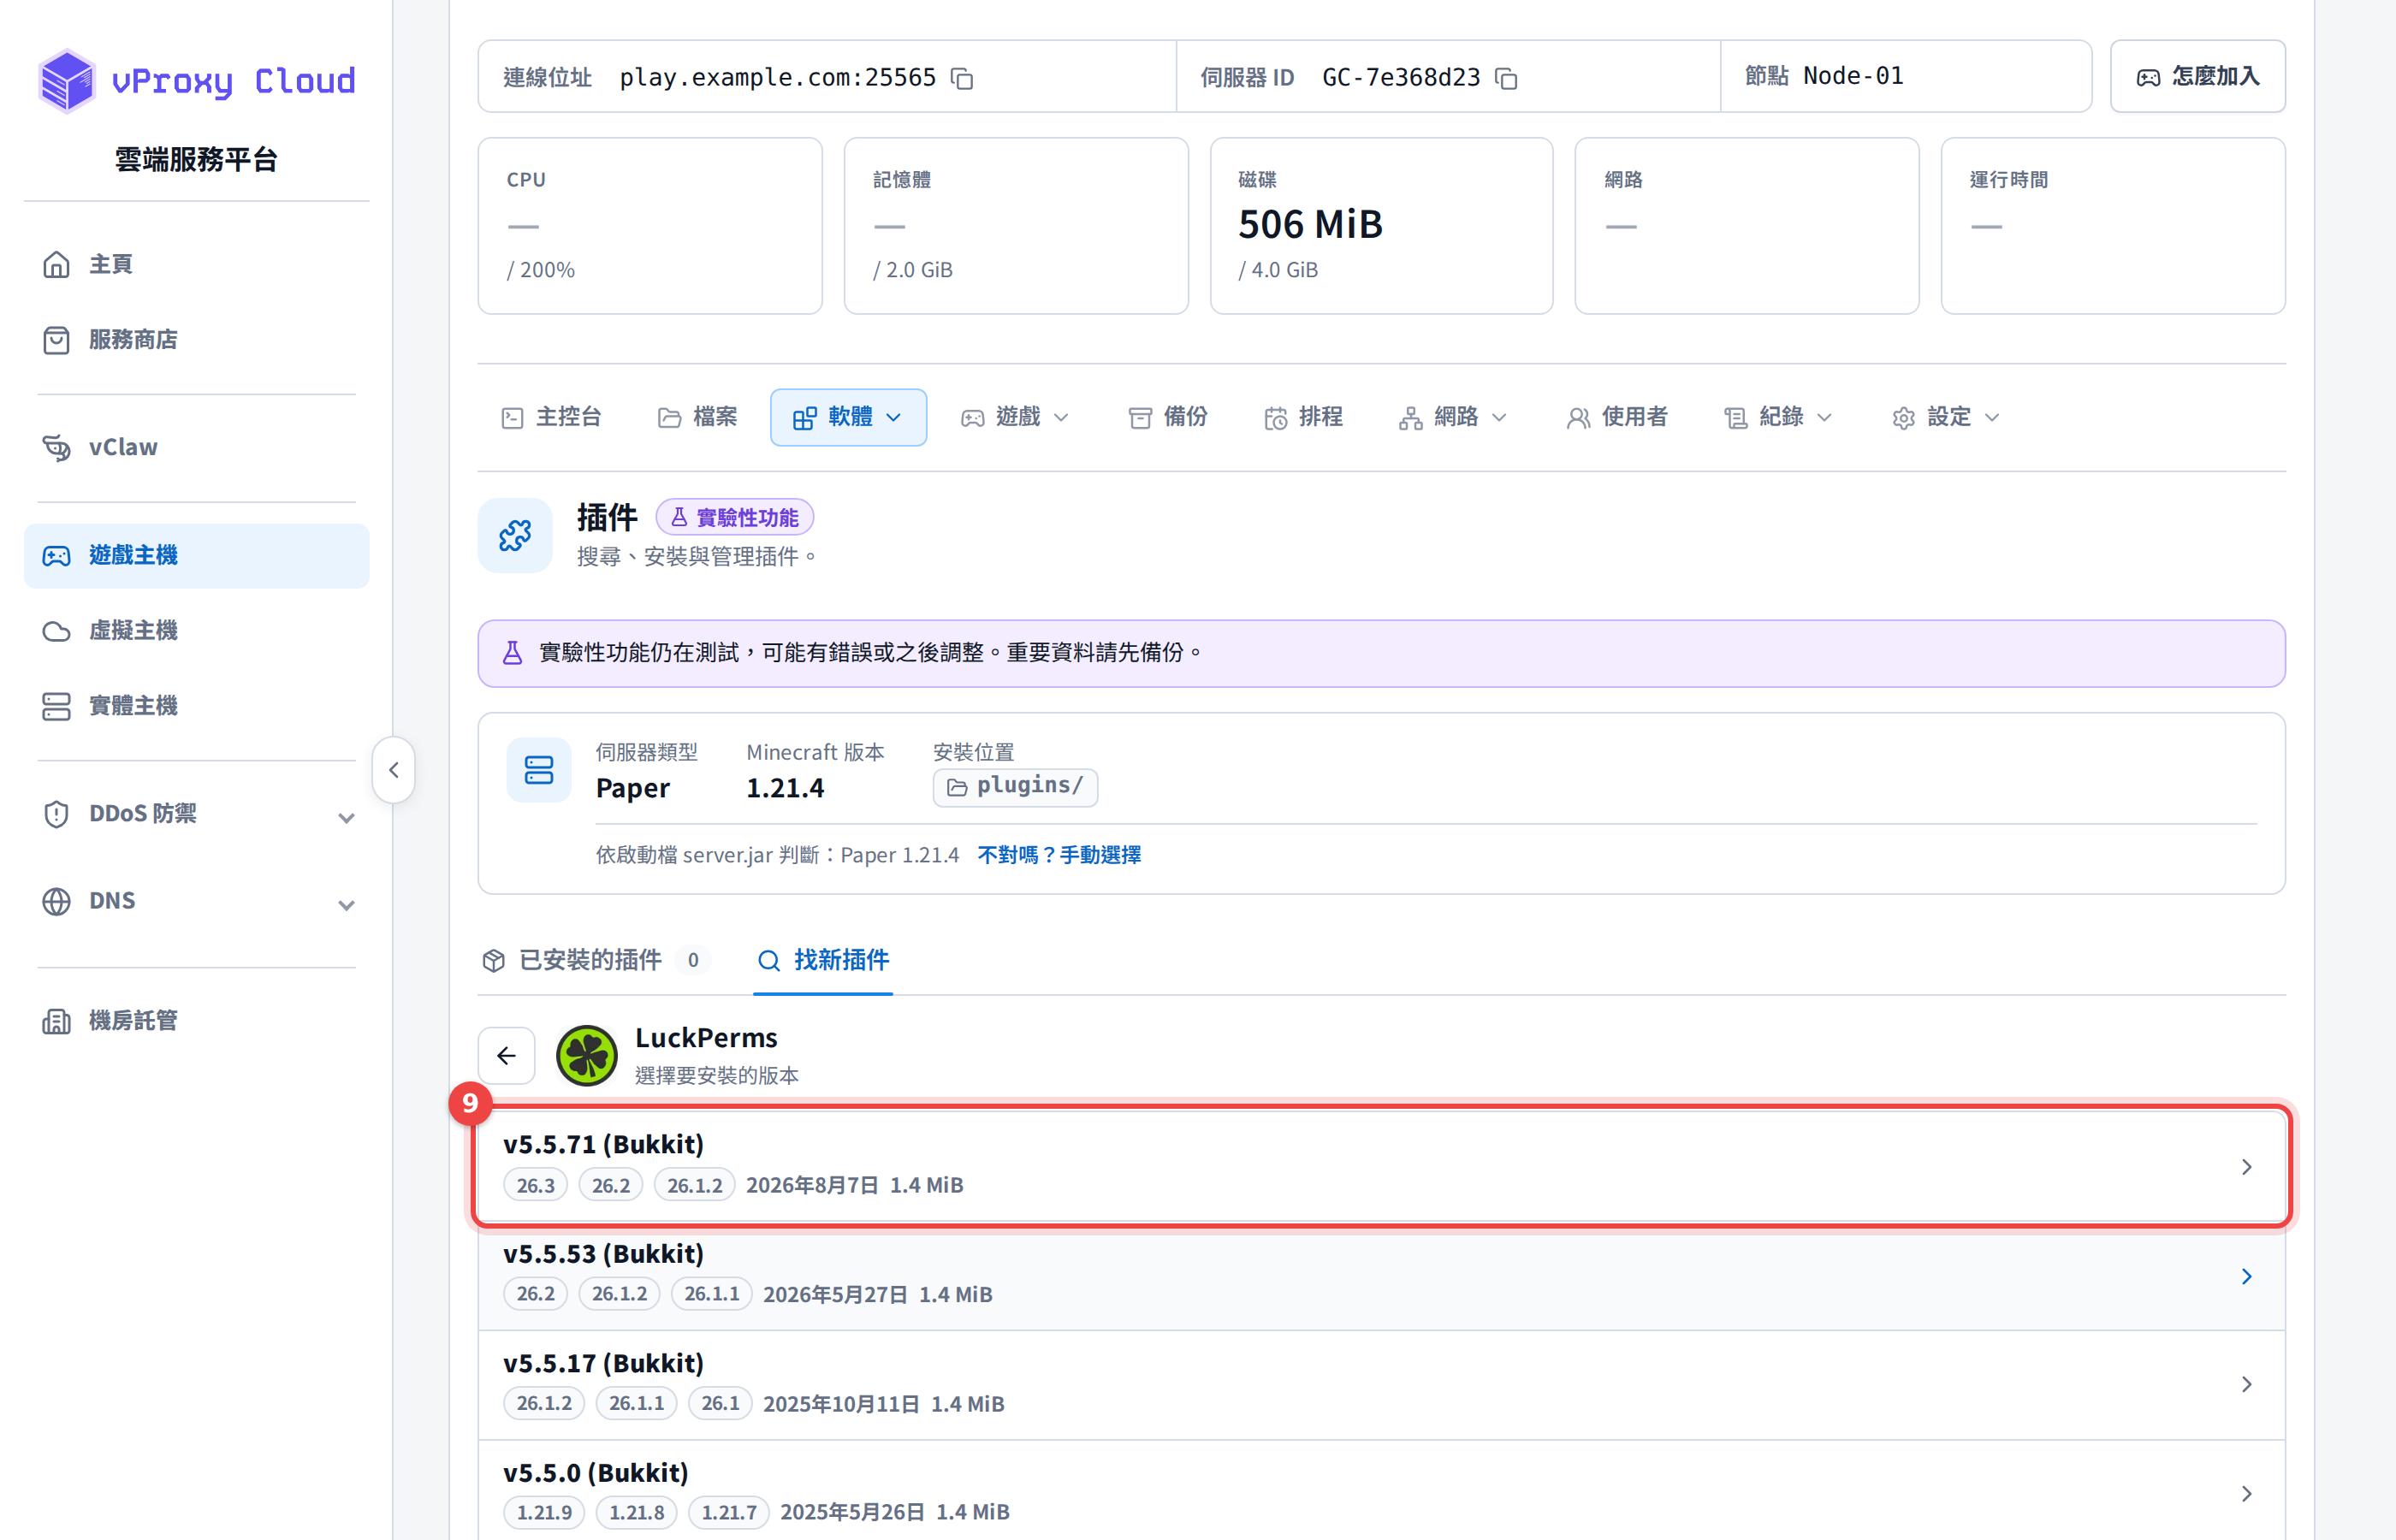 vProxy Cloud
雲端服務平台
主頁
服務商店
vClaw
遊戲主機
虛擬主機
實體主機
DDoS 防禦
DNS
機房託管
連線位址 play.example.com:25565
伺服器 ID GC-7e368d23
節點 Node-01
怎麼加入
CPU
—
/ 200%
記憶體
—
/ 2.0 GiB
磁碟
506 MiB
/ 4.0 GiB
網路
—
運行時間
—
主控台 檔案 軟體 遊戲 備份 排程 網路 使用者 紀錄 設定
插件 實驗性功能
搜尋、安裝與管理插件。
實驗性功能仍在測試，可能有錯誤或之後調整。重要資料請先備份。
伺服器類型 Minecraft 版本 安裝位置
Paper 1.21.4 plugins/
依啟動檔 server.jar 判斷：Paper 1.21.4 不對嗎？手動選擇
已安裝的插件 0 找新插件
LuckPerms
選擇要安裝的版本
9
v5.5.71 (Bukkit)
26.3 26.2 26.1.2 2026年8月7日 1.4 MiB
v5.5.53 (Bukkit)
26.2 26.1.2 26.1.1 2026年5月27日 1.4 MiB
v5.5.17 (Bukkit)
26.1.2 26.1.1 26.1 2025年10月11日 1.4 MiB
v5.5.0 (Bukkit)
1.21.9 1.21.8 1.21.7 2025年5月26日 1.4 MiB